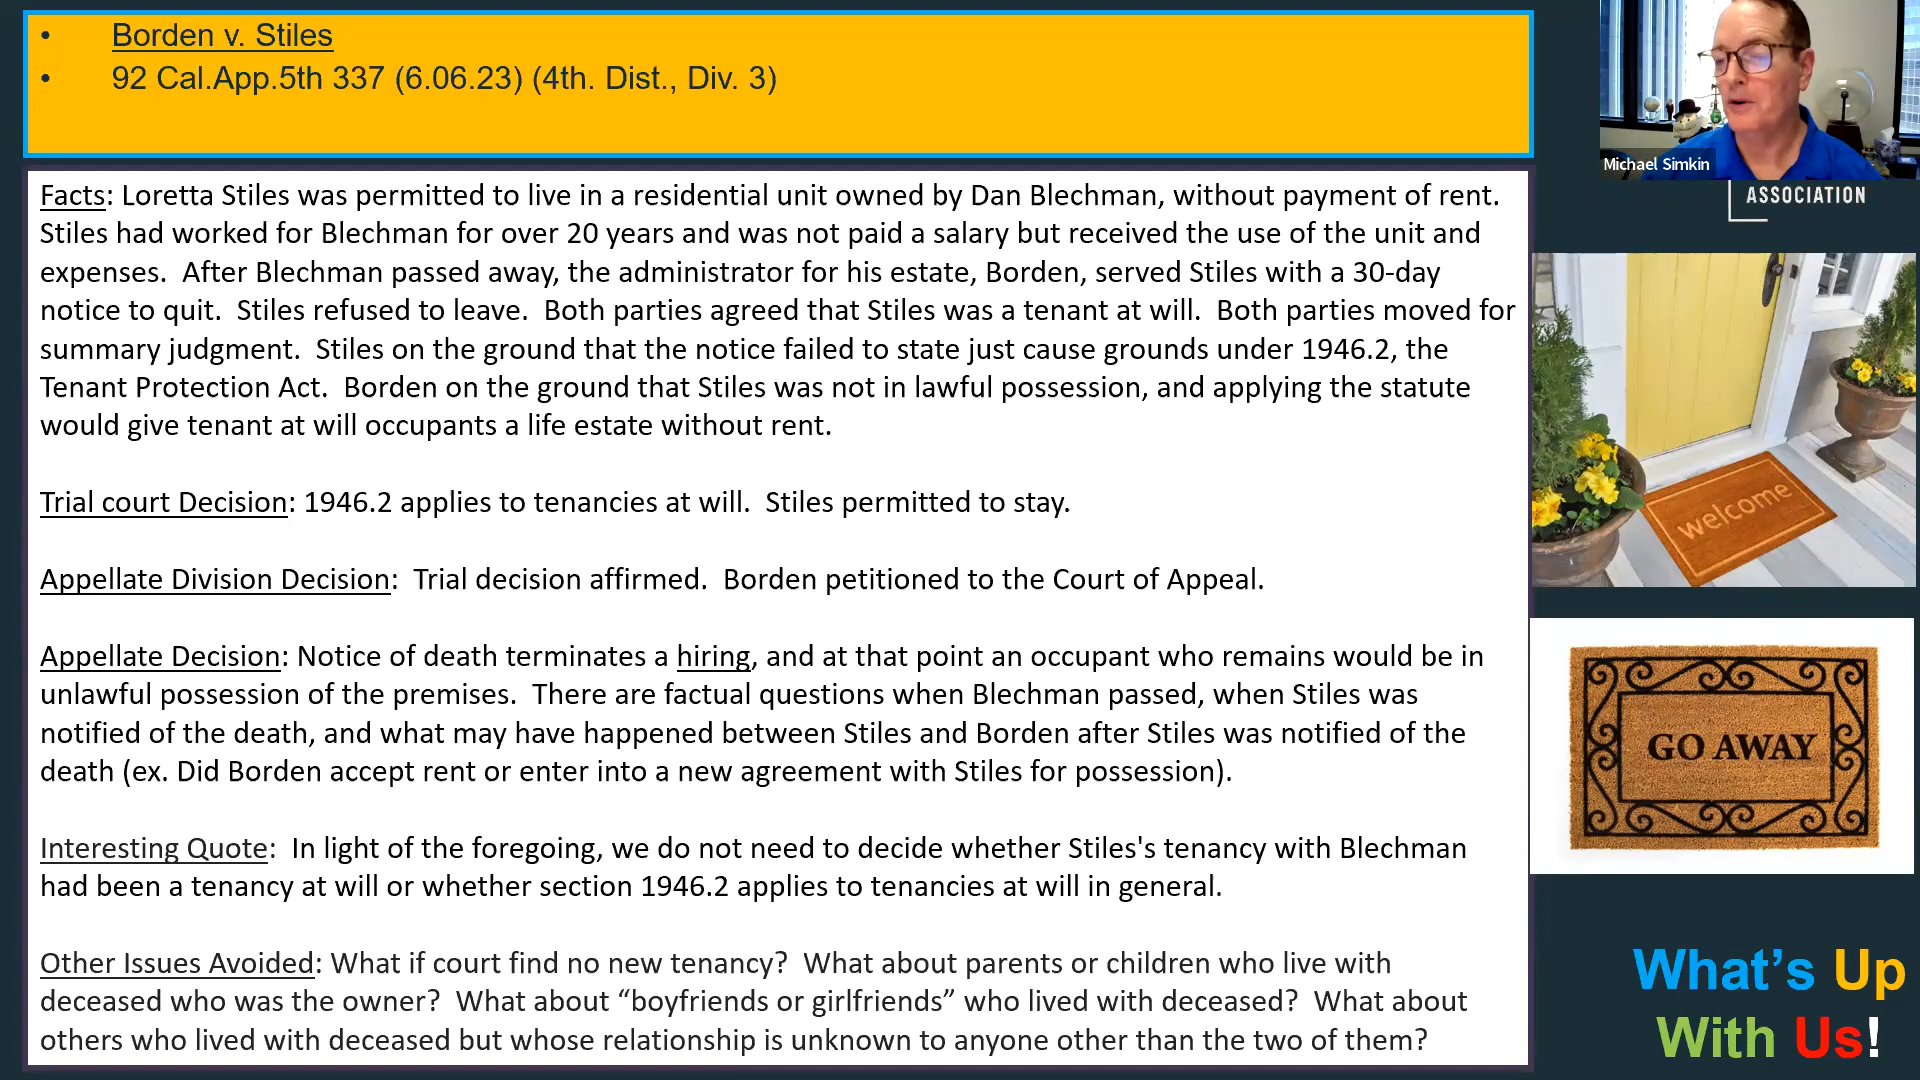 • Borden v. Stiles
• 92 Cal.App.5th 337 (6.06.23) (4th. Dist., Div. 3)
Michael Simkin
ASSOCIATION
Facts: Loretta Stiles was permitted to live in a residential unit owned by Dan Blechman, without payment of rent.
Stiles had worked for Blechman for over 20 years and was not paid a salary but received the use of the unit and
expenses.  After Blechman passed away, the administrator for his estate, Borden, served Stiles with a 30-day
notice to quit.  Stiles refused to leave.  Both parties agreed that Stiles was a tenant at will.  Both parties moved for
summary judgment.  Stiles on the ground that the notice failed to state just cause grounds under 1946.2, the
Tenant Protection Act.  Borden on the ground that Stiles was not in lawful possession, and applying the statute
would give tenant at will occupants a life estate without rent.
Trial court Decision: 1946.2 applies to tenancies at will.  Stiles permitted to stay.
Appellate Division Decision:  Trial decision affirmed.  Borden petitioned to the Court of Appeal.
Appellate Decision: Notice of death terminates a hiring, and at that point an occupant who remains would be in
unlawful possession of the premises.  There are factual questions when Blechman passed, when Stiles was
notified of the death, and what may have happened between Stiles and Borden after Stiles was notified of the
death (ex. Did Borden accept rent or enter into a new agreement with Stiles for possession).
Interesting Quote:  In light of the foregoing, we do not need to decide whether Stiles's tenancy with Blechman
had been a tenancy at will or whether section 1946.2 applies to tenancies at will in general.
Other Issues Avoided: What if court find no new tenancy?  What about parents or children who live with
deceased who was the owner?  What about “boyfriends or girlfriends” who lived with deceased?  What about
others who lived with deceased but whose relationship is unknown to anyone other than the two of them?
welcome
GO AWAY
What’s Up
With Us!